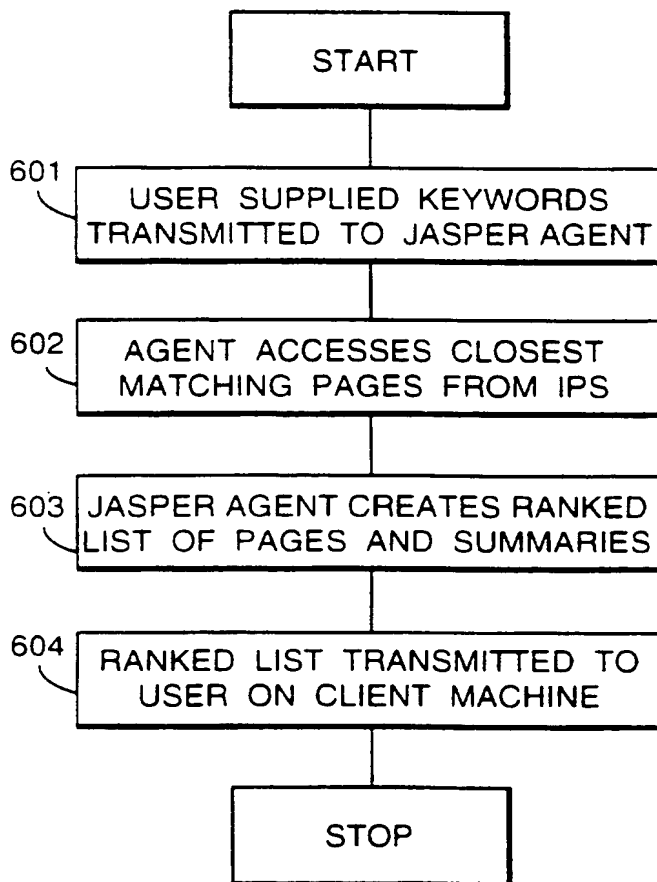 START
601
USER SUPPLIED KEYWORDS
TRANSMITTED TO JASPER AGENT
602
AGENT ACCESSES CLOSEST
MATCHING PAGES FROM IPS
603
JASPER AGENT CREATES RANKED
LIST OF PAGES AND SUMMARIES
604
RANKED LIST TRANSMITTED TO
USER ON CLIENT MACHINE
STOP